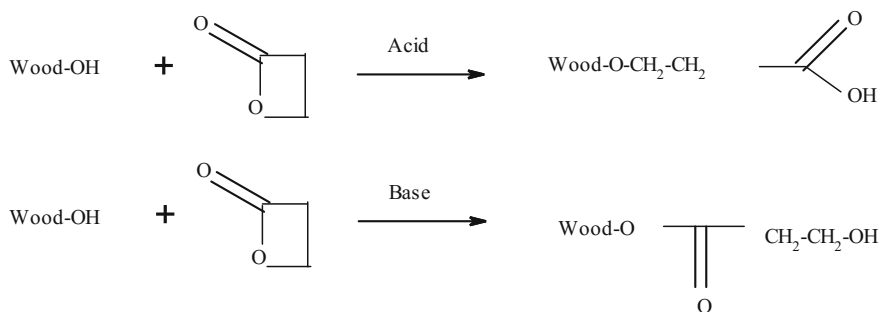 O
Acid
O
Wood-OH + O Wood-O-CH₂-CH₂
OH
O
Base
Wood-OH + O Wood-O CH₂-CH₂-OH
O